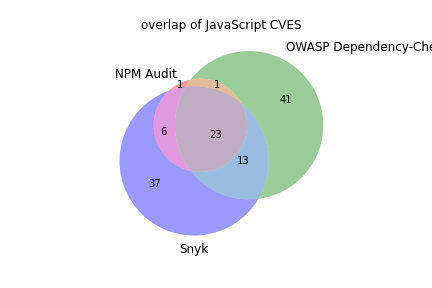 overlap of JavaScript CVES
OWASP Dependency-Che
NPM Audit
1
1
41
6
23
13
37
Snyk